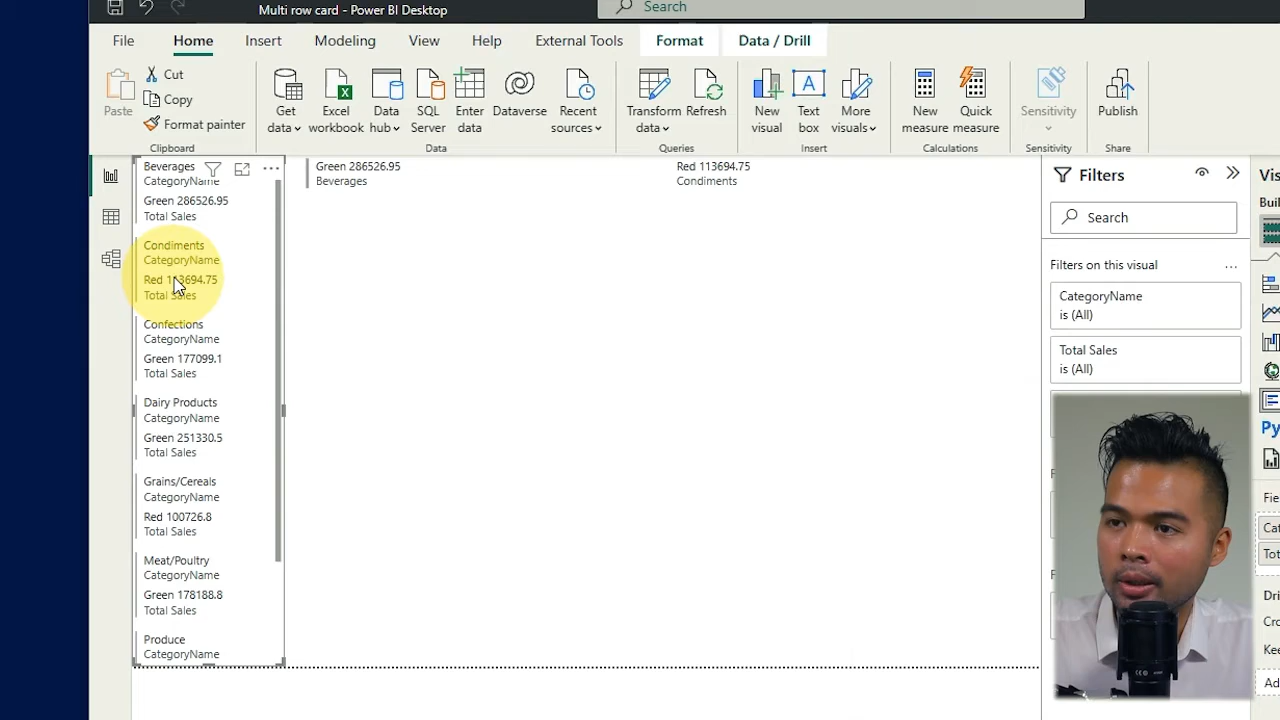 Multi row card - Power BI Desktop
Search
File
Home
Insert
Modeling
View
Help
External Tools
Format
Data / Drill
Paste
Cut
Copy
Format painter
Clipboard
Get data
Excel workbook
Data hub
SQL Server
Enter data
Dataverse
Recent sources
Data
Transform data
Refresh
Queries
New visual
Text box
More visuals
Insert
New measure
Quick measure
Calculations
Sensitivity
Sensitivity
Publish
Share
Beverages
CategoryName
Green 286526.95
Total Sales
Condiments
CategoryName
Red 113694.75
Total Sales
Confections
CategoryName
Green 177099.1
Total Sales
Dairy Products
CategoryName
Green 251330.5
Total Sales
Grains/Cereals
CategoryName
Red 100726.8
Total Sales
Meat/Poultry
CategoryName
Green 178188.8
Total Sales
Produce
CategoryName
Green 286526.95
Beverages
Red 113694.75
Condiments
Filters
Search
Filters on this visual
CategoryName
is (All)
Total Sales
is (All)